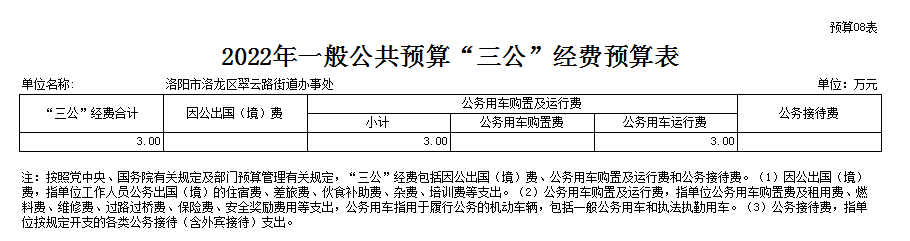 预算08表
2022年一般公共预算“三公”经费预算表
单位名称: 洛阳市洛龙区翠云路街道办事处 单位：万元
“三公”经费合计 因公出国（境）费 公务用车购置及运行费 公务接待费
小计 公务用车购置费 公务用车运行费
3.00 3.00 3.00
注：按照党中央、国务院有关规定及部门预算管理有关规定，“三公”经费包括因公出国（境）费、公务用车购置及运行费和公务接待费。（1）因公出国（境）
费，指单位工作人员公务出国（境）的住宿费、差旅费、伙食补助费、杂费、培训费等支出。（2）公务用车购置及运行费，指单位公务用车购置费及租用费、燃
料费、维修费、过路过桥费、保险费、安全奖励费用等支出，公务用车指用于履行公务的机动车辆，包括一般公务用车和执法执勤用车。（3）公务接待费，指单
位按规定开支的各类公务接待（含外宾接待）支出。